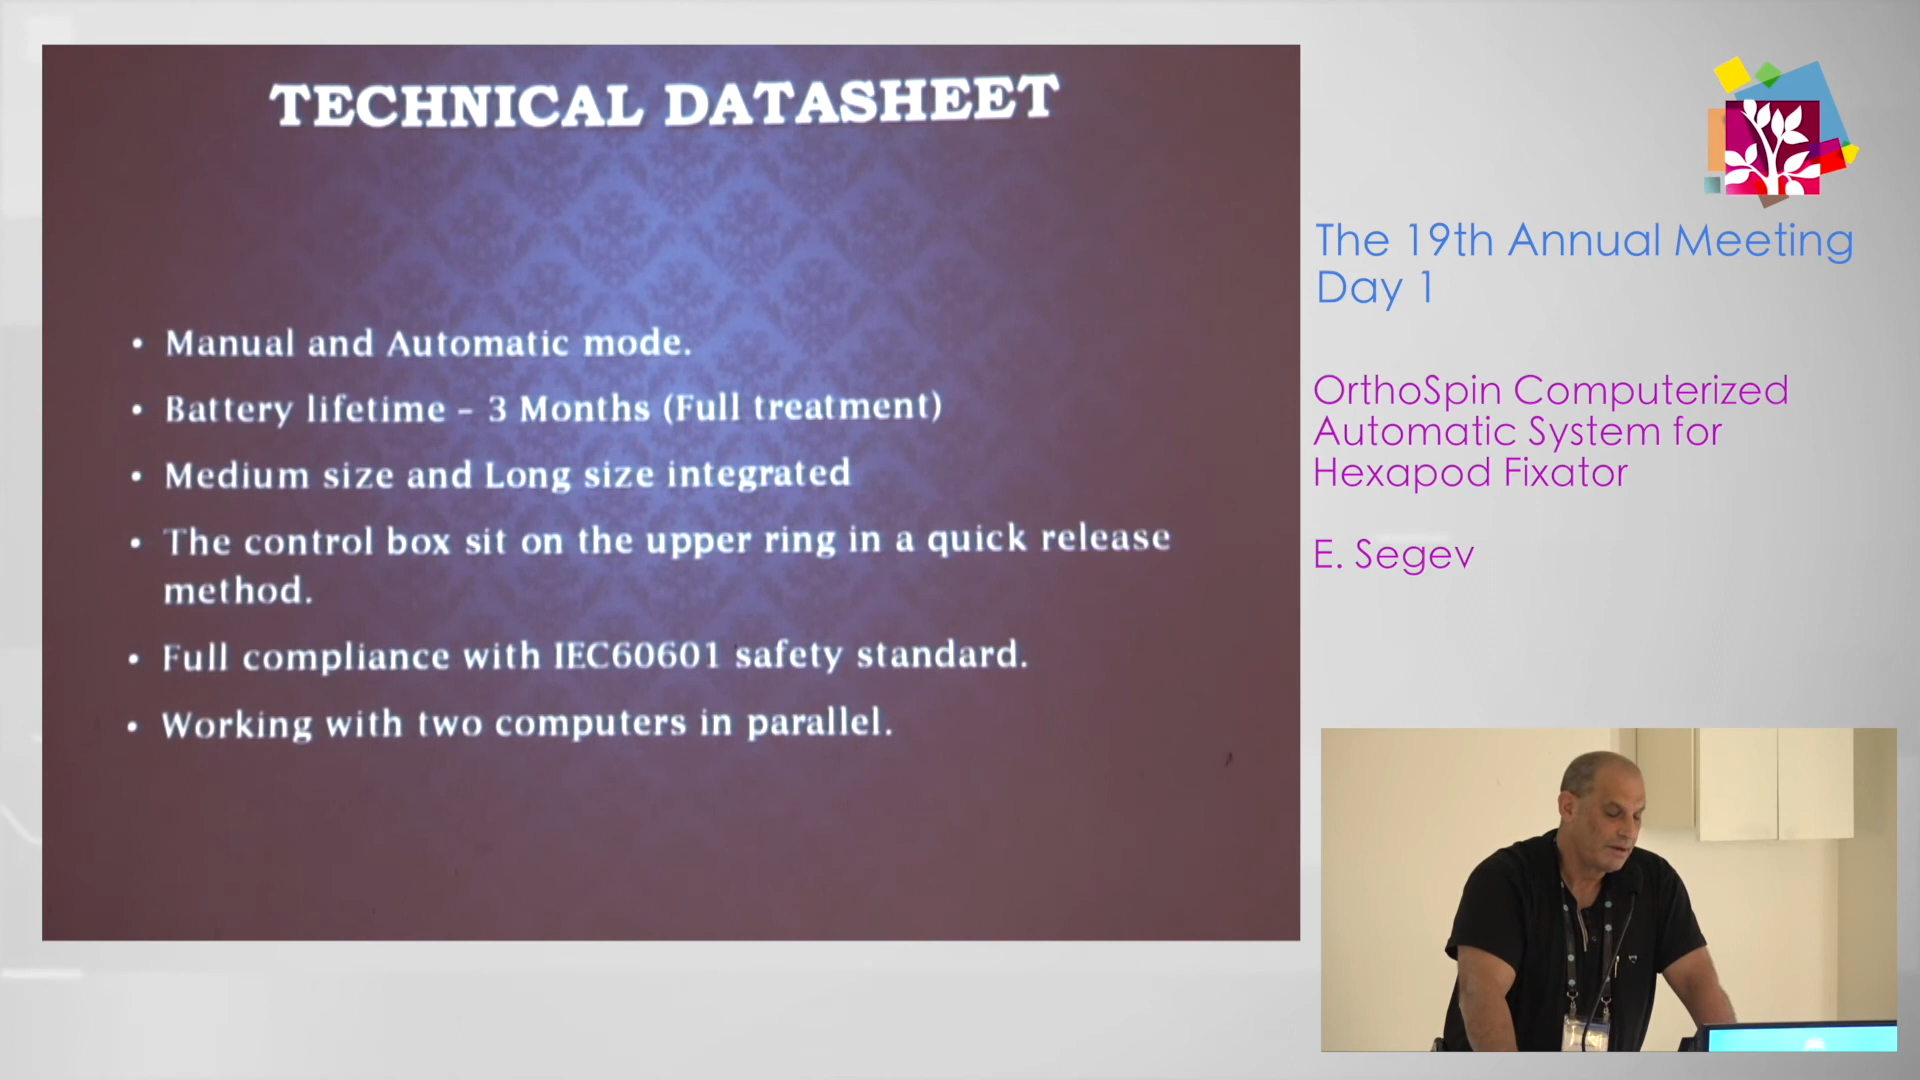 TECHNICAL DATASHEET
• Manual and Automatic mode.
• Battery lifetime – 3 Months (Full treatment)
• Medium size and Long size integrated
• The control box sit on the upper ring in a quick release
method.
• Full compliance with IEC60601 safety standard.
• Working with two computers in parallel.
The 19th Annual Meeting
Day 1
OrthoSpin Computerized
Automatic System for
Hexapod Fixator
E. Segev